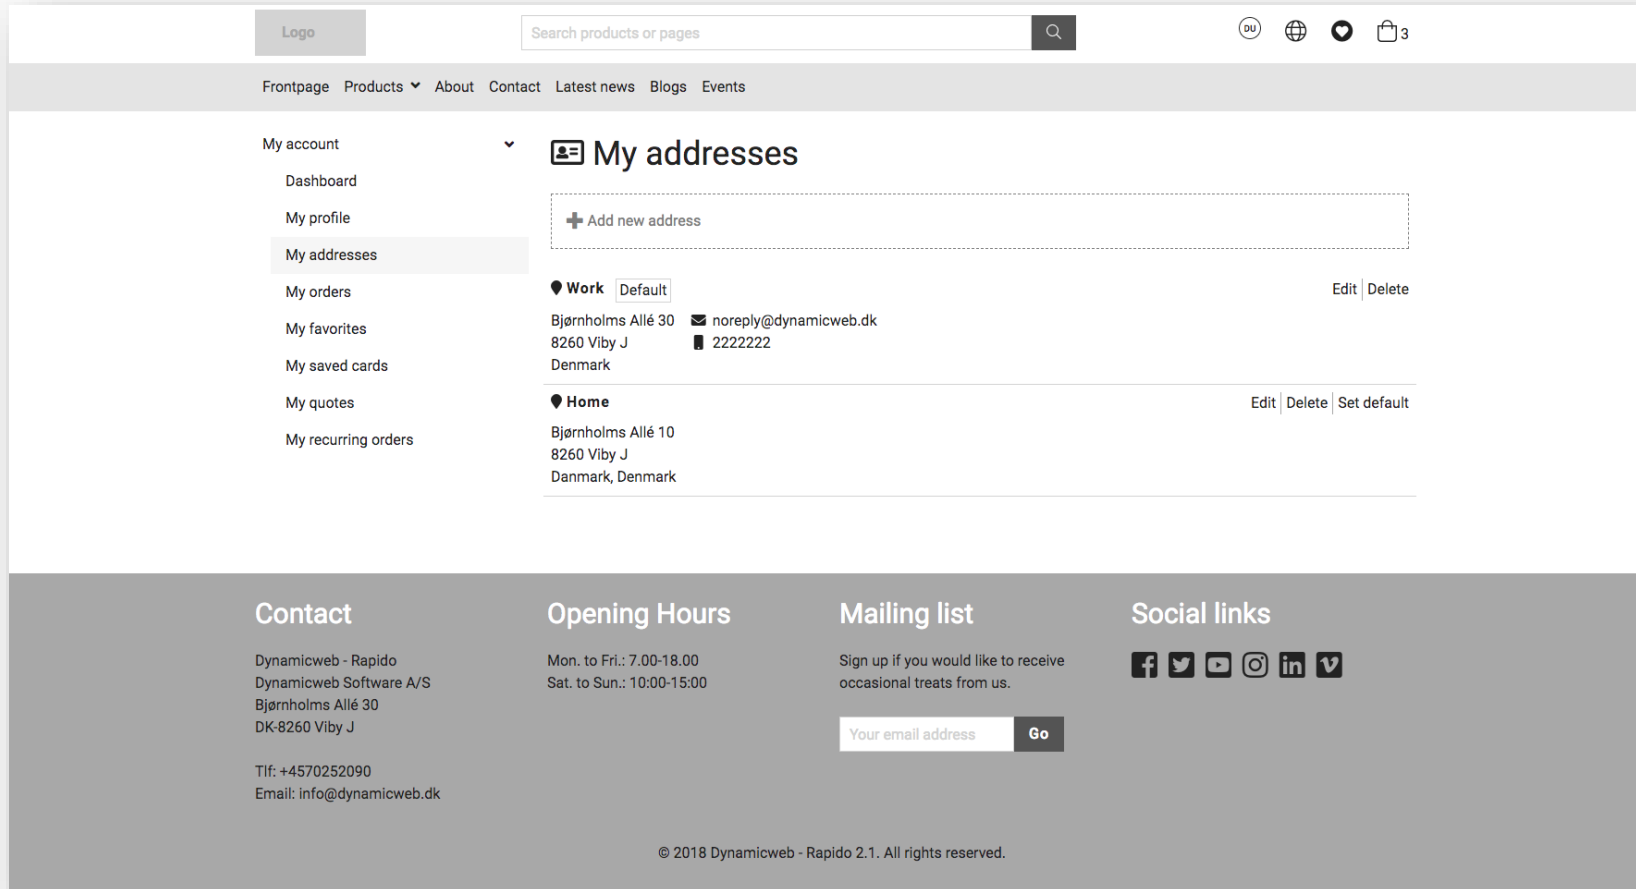 Logo
Search products or pages
DU
3
Frontpage Products About Contact Latest news Blogs Events
My account
Dashboard
My profile
My addresses
My orders
My favorites
My saved cards
My quotes
My recurring orders
My addresses
Add new address
Work Default Edit Delete
Bjørnholms Allé 30 noreply@dynamicweb.dk
8260 Viby J 2222222
Denmark
Home Edit Delete Set default
Bjørnholms Allé 10
8260 Viby J
Danmark, Denmark
Contact
Dynamicweb - Rapido
Dynamicweb Software A/S
Bjørnholms Allé 30
DK-8260 Viby J
Tlf: +4570252090
Email: info@dynamicweb.dk
Opening Hours
Mon. to Fri.: 7.00-18.00
Sat. to Sun.: 10:00-15:00
Mailing list
Sign up if you would like to receive
occasional treats from us.
Your email address Go
Social links
© 2018 Dynamicweb - Rapido 2.1. All rights reserved.